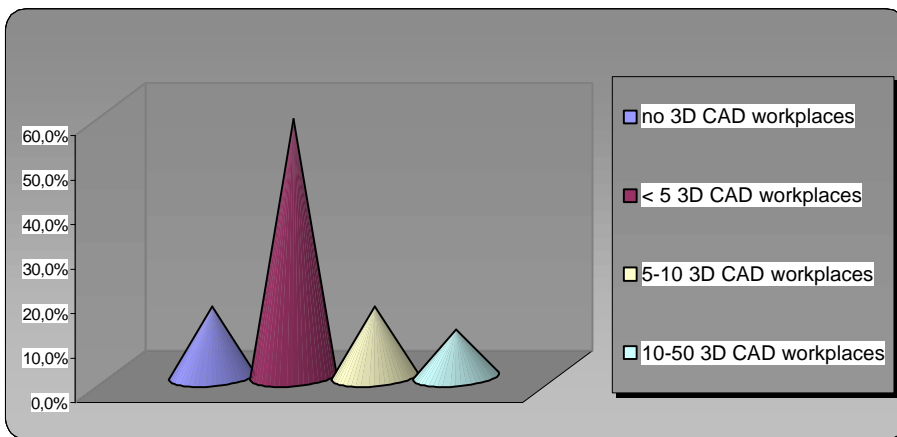 60,0%
50,0%
40,0%
30,0%
20,0%
10,0%
0,0%
no 3D CAD workplaces
< 5 3D CAD workplaces
5-10 3D CAD workplaces
10-50 3D CAD workplaces